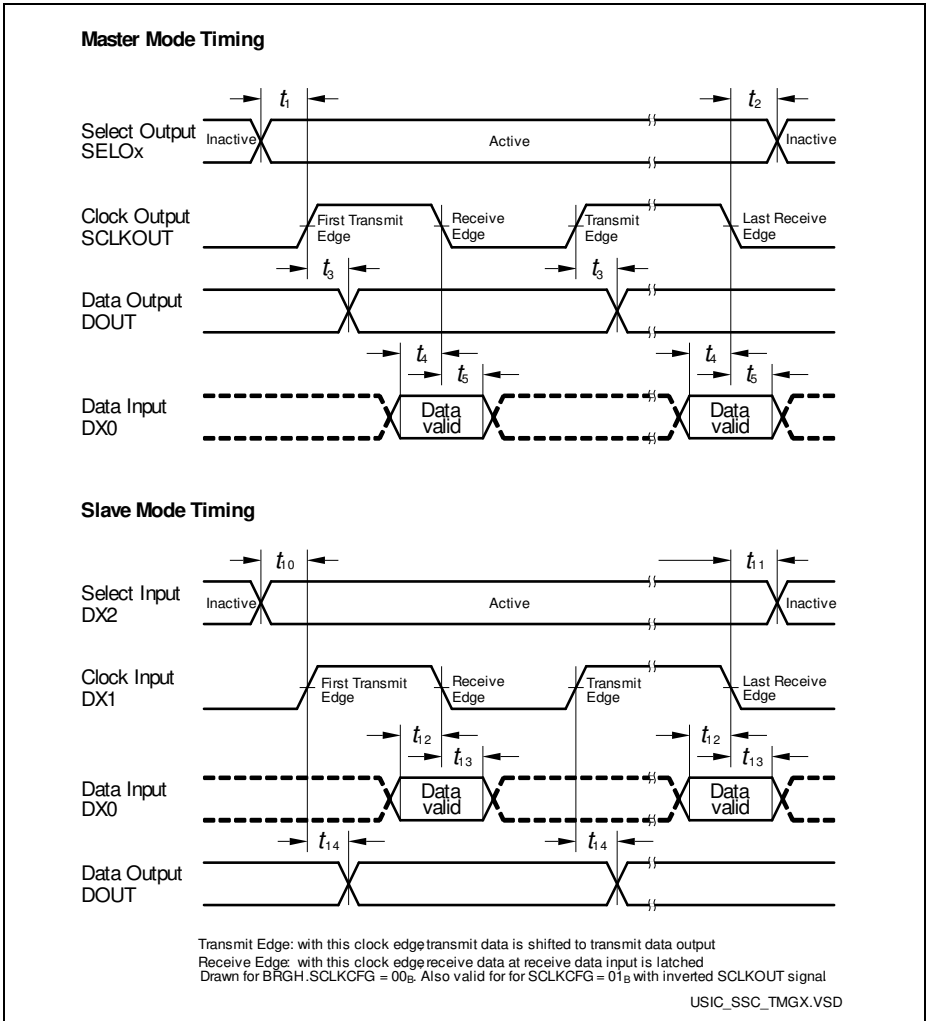 Master Mode Timing
t1
t2
Select Output
SELOx
Inactive
Active
Inactive
Clock Output
SCLKOUT
First Transmit
Edge
Receive
Edge
Transmit
Edge
Last Receive
Edge
t3
t3
Data Output
DOUT
t4
t4
t5
t5
Data Input
DX0
Data
valid
Data
valid
Slave Mode Timing
t10
t11
Select Input
DX2
Inactive
Active
Inactive
Clock Input
DX1
First Transmit
Edge
Receive
Edge
Transmit
Edge
Last Receive
Edge
t12
t12
t13
t13
Data Input
DX0
Data
valid
Data
valid
t14
t14
Data Output
DOUT
Transmit Edge: with this clock edge, transmit data is shifted to transmit data output
Receive Edge: with this clock edge, receive data at receive data input is latched
Drawn for BRGH.SCLKCFG = 00B. Also valid for for SCLKCFG = 01B with inverted SCLKOUT signal.
USIC_SSC_TMGX.VSD